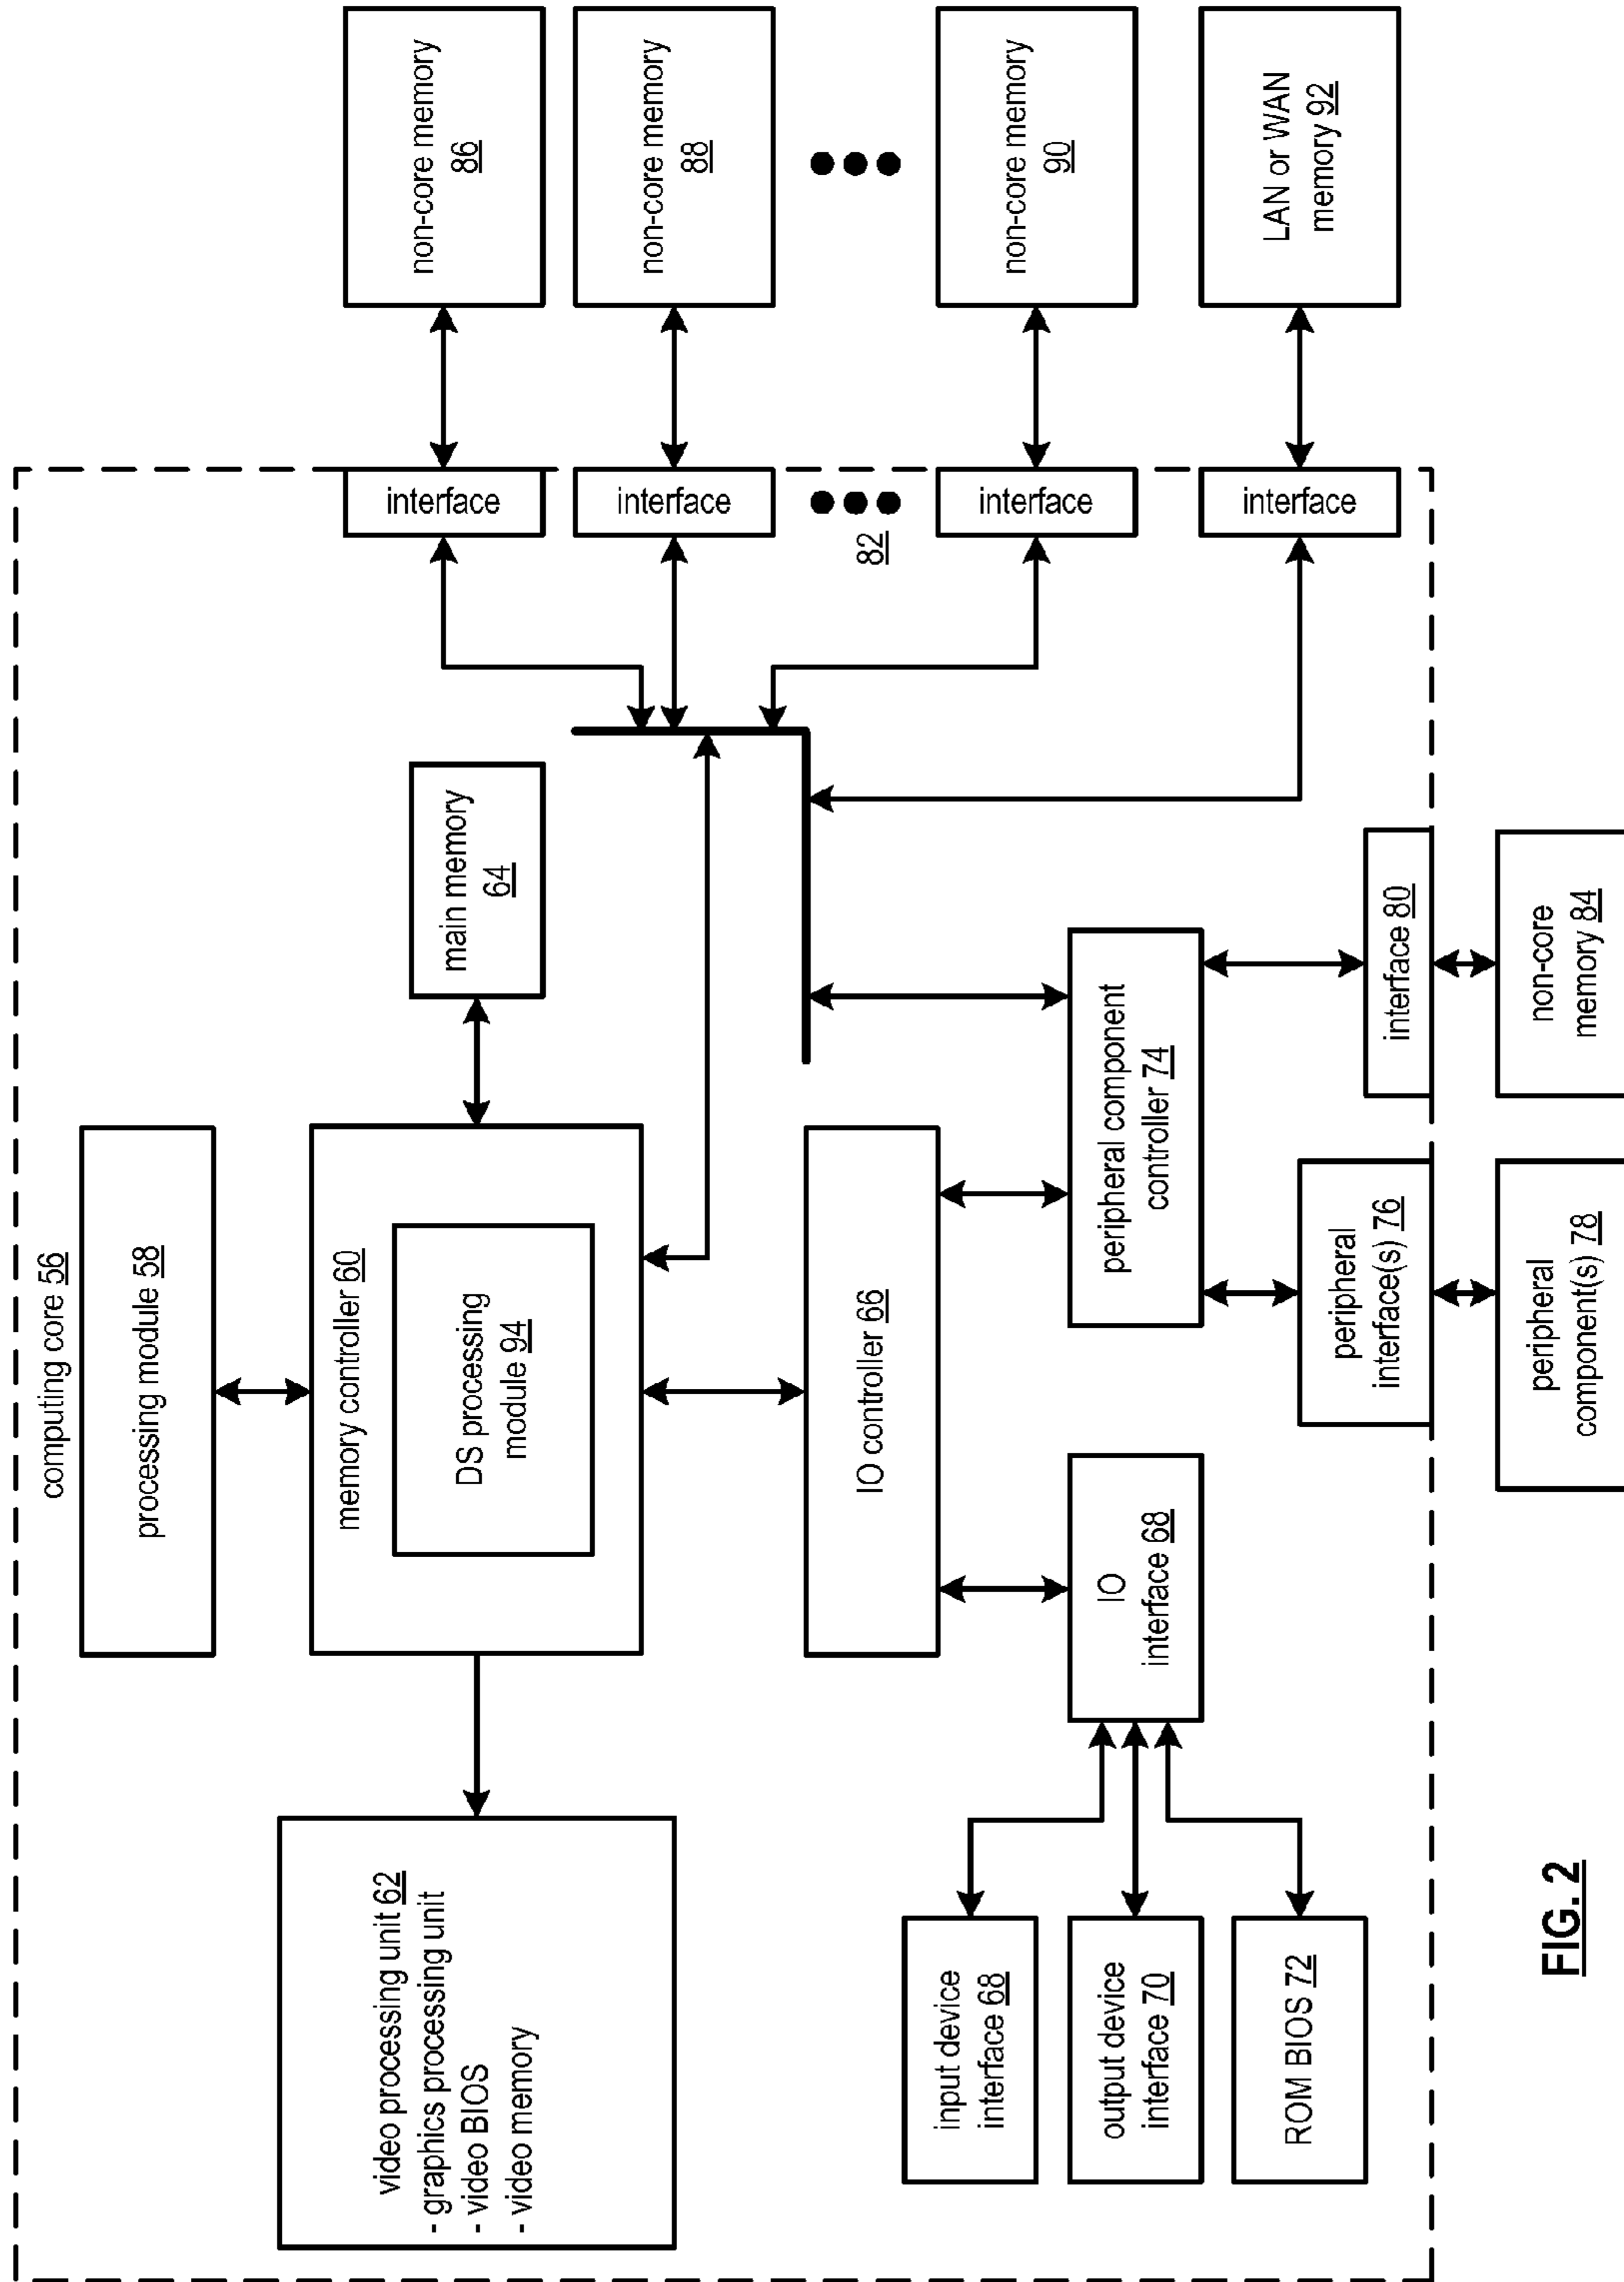 computing core 56
processing module 58
memory controller 60
DS processing
module 94
main memory
64
video processing unit 62
- graphics processing unit
- video BIOS
- video memory
IO controller 66
IO
interface 68
peripheral component
controller 74
input device
interface 68
output device
interface 70
ROM BIOS 72
peripheral
interface(s) 76
interface 80
peripheral
component(s) 78
non-core
memory 84
interface
interface
82
interface
interface
non-core memory
86
non-core memory
88
non-core memory
90
LAN or WAN
memory 92
FIG. 2